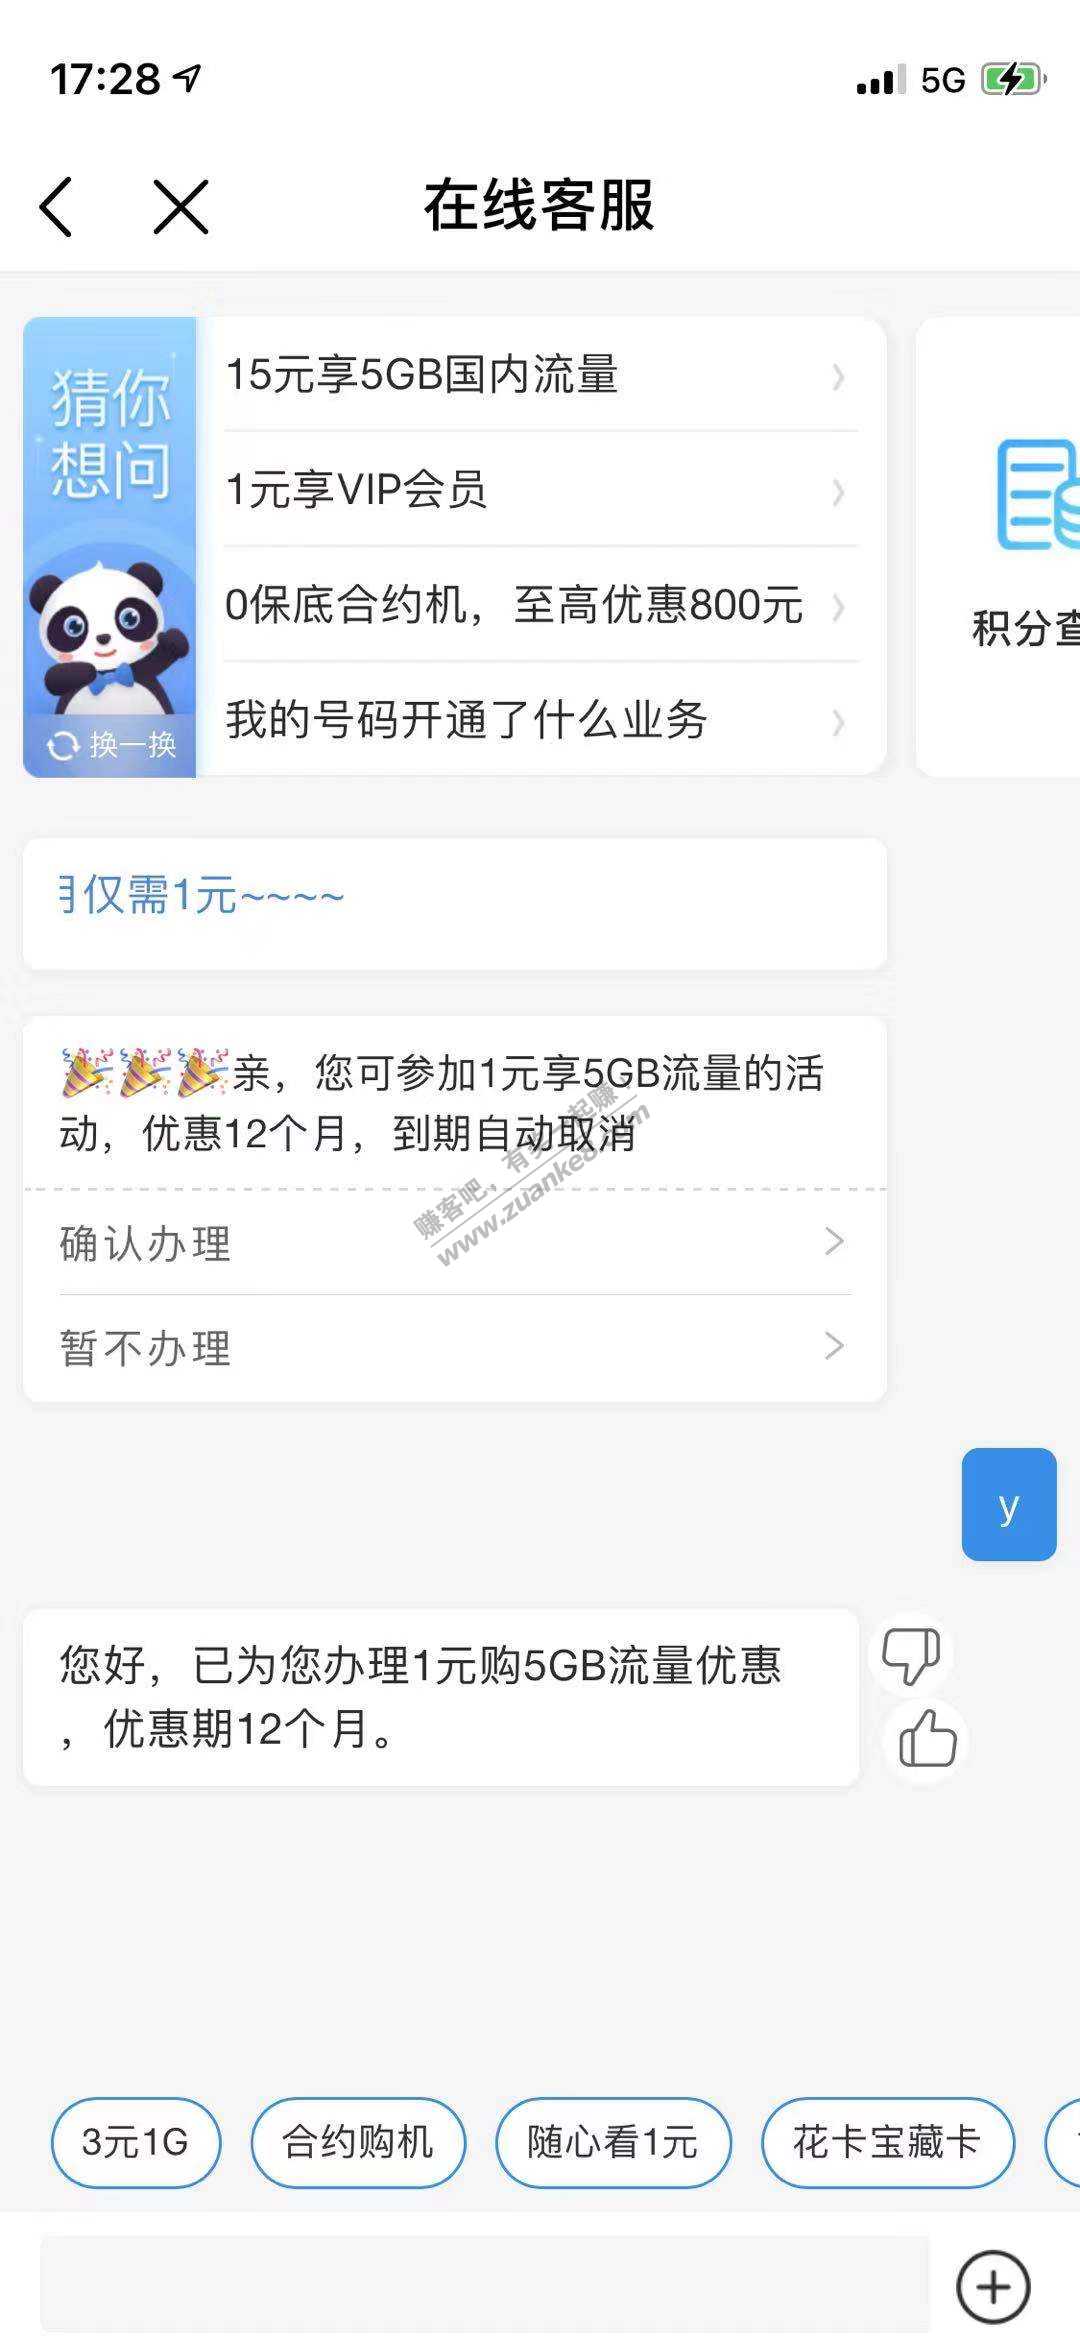 17:28
5G
在线客服
猜你
想问
换一换
15元享5GB国内流量
1元享VIP会员
0保底合约机，至高优惠800元
我的号码开通了什么业务
积分查
仅需1元~~~~
🎉🎉🎉亲，您可参加1元享5GB流量的活
动，优惠12个月，到期自动取消
赚客吧，有奖一起赚！
www.zuanke8.com
确认办理
暂不办理
y
您好，已为您办理1元购5GB流量优惠
，优惠期12个月。
3元1G
合约购机
随心看1元
花卡宝藏卡